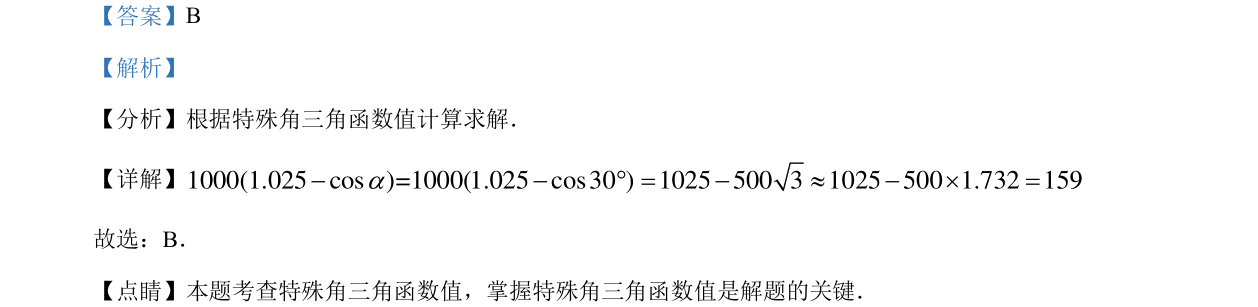 【答案】B
【解析】
【分析】根据特殊角三角函数值计算求解．
【详解】1000(1.025－cosα)=1000(1.025－cos30°)＝1025－500√3≈1025－500×1.732＝159
故选：B．
【点睛】本题考查特殊角三角函数值，掌握特殊角三角函数值是解题的关键．